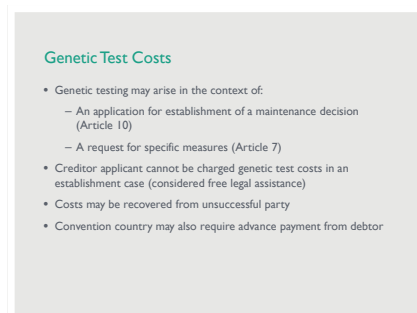 Genetic Test Costs
• Genetic testing may arise in the context of:
– An application for establishment of a maintenance decision
(Article 10)
– A request for specific measures (Article 7)
• Creditor applicant cannot be charged genetic test costs in an
establishment case (considered free legal assistance)
• Costs may be recovered from unsuccessful party
• Convention country may also require advance payment from debtor